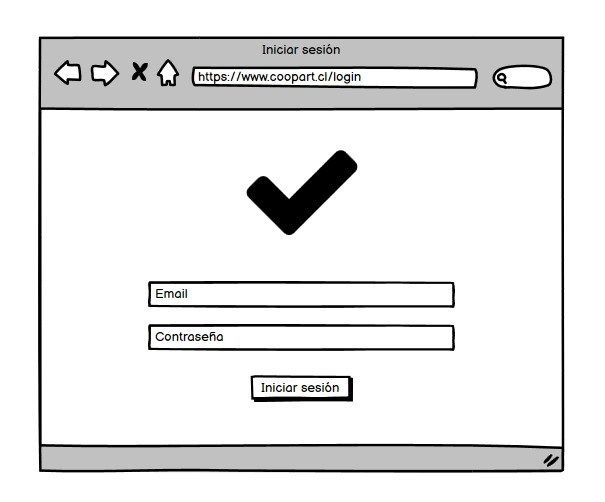 Iniciar sesión
https://www.coopart.cl/login
Email
Contraseña
Iniciar sesión